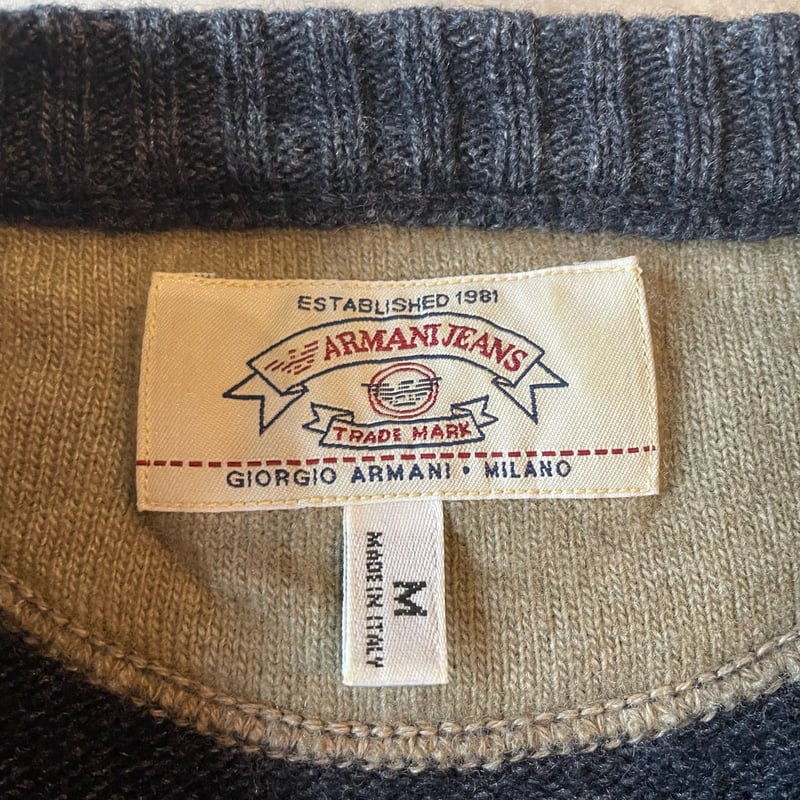 ESTABLISHED 1981
ARMANI JEANS
TRADE MARK
GIORGIO ARMANI • MILANO
M
MADE IN ITALY